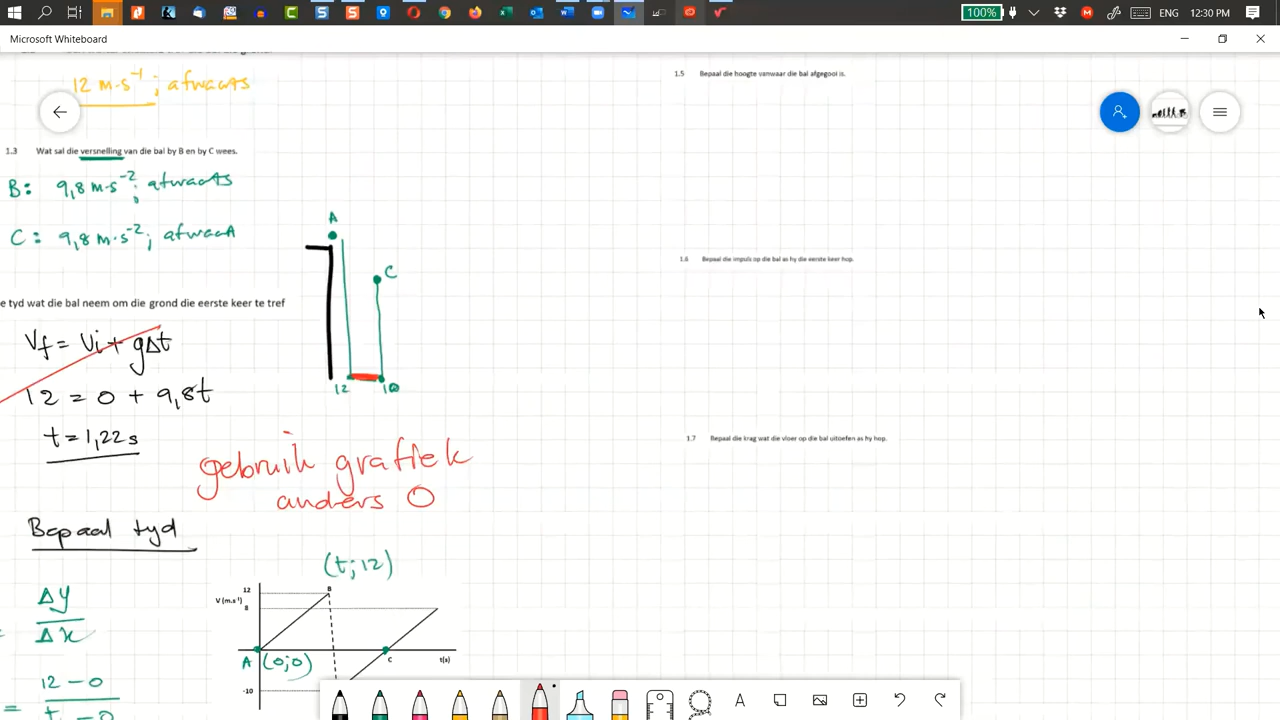 100%
ENG 12:30 PM
Microsoft Whiteboard
12 m·s⁻¹; afwaarts
1.3 Wat sal die versnelling van die bal by B en by C wees.
B: 9,8 m·s⁻²; afwaarts
C: 9,8 m·s⁻²; afwaart
A
C
12
10
e tyd wat die bal neem om die grond die eerste keer te tref
Vf = Vi + gΔt
12 = 0 + 9,8t
t = 1,22s
gebruik grafiek
anders 0
Bepaal tyd
Δy
Δx
=
12 - 0
t - 0
(t; 12)
V (m.s¹)
12
8
B
A (0;0)
C
t(s)
-10
1.5 Bepaal die hoogte vanwaar die bal afgegooi is.
1.6 Bepaal die impuls op die bal as hy die eerste keer hop.
1.7 Bepaal die krag wat die vloer op die bal uitoefen as hy hop.